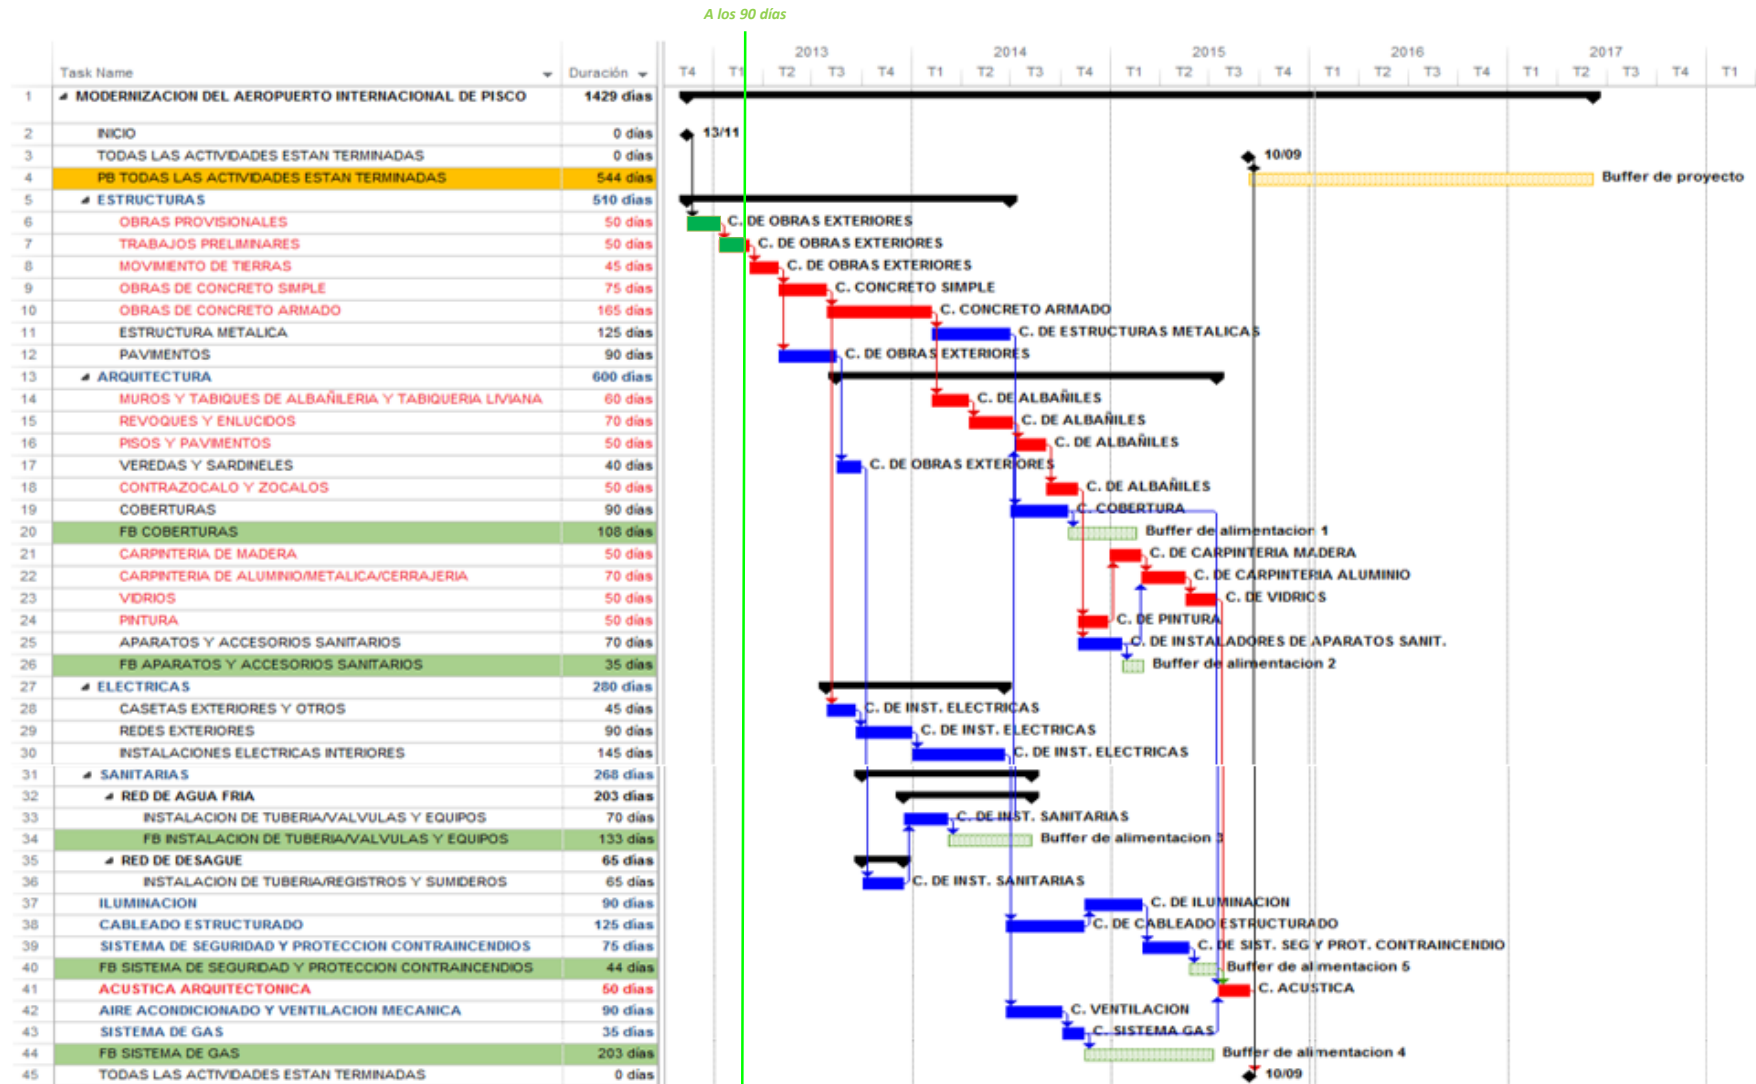 A los 90 días
2013 2014 2015 2016 2017
Task Name Duración T4 T1 T2 T3 T4 T1 T2 T3 T4 T1 T2 T3 T4 T1 T2 T3 T4 T1 T2 T3 T4 T1
1 MODERNIZACION DEL AEROPUERTO INTERNACIONAL DE PISCO 1429 días
2 INICIO 0 días 13/11
3 TODAS LAS ACTIVIDADES ESTAN TERMINADAS 0 días 10/09
4 PB TODAS LAS ACTIVIDADES ESTAN TERMINADAS 544 días Buffer de proyecto
5 ESTRUCTURAS 510 días
6 OBRAS PROVISIONALES 50 días C. DE OBRAS EXTERIORES
7 TRABAJOS PRELIMINARES 50 días C. DE OBRAS EXTERIORES
8 MOVIMIENTO DE TIERRAS 45 días C. DE OBRAS EXTERIORES
9 OBRAS DE CONCRETO SIMPLE 75 días C. CONCRETO SIMPLE
10 OBRAS DE CONCRETO ARMADO 165 días C. CONCRETO ARMADO
11 ESTRUCTURA METALICA 125 días C. DE ESTRUCTURAS METALICAS
12 PAVIMENTOS 90 días C. DE OBRAS EXTERIORES
13 ARQUITECTURA 600 días
14 MUROS Y TABIQUES DE ALBAÑILERIA Y TABIQUERIA LIVIANA 60 días C. DE ALBAÑILES
15 REVOQUES Y ENLUCIDOS 70 días C. DE ALBAÑILES
16 PISOS Y PAVIMENTOS 50 días C. DE ALBAÑILES
17 VEREDAS Y SARDINELES 40 días C. DE OBRAS EXTERIORES
18 CONTRAZOCALO Y ZOCALOS 50 días C. DE ALBAÑILES
19 COBERTURAS 90 días C. COBERTURA
20 FB COBERTURAS 108 días Buffer de alimentacion 1
21 CARPINTERIA DE MADERA 50 días C. DE CARPINTERIA MADERA
22 CARPINTERIA DE ALUMINIO/METALICA/CERRAJERIA 70 días C. DE CARPINTERIA ALUMINIO
23 VIDRIOS 50 días C. DE VIDRIOS
24 PINTURA 50 días C. DE PINTURA
25 APARATOS Y ACCESORIOS SANITARIOS 70 días C. DE INSTALADORES DE APARATOS SANIT.
26 FB APARATOS Y ACCESORIOS SANITARIOS 35 días Buffer de alimentacion 2
27 ELECTRICAS 280 días
28 CASETAS EXTERIORES Y OTROS 45 días C. DE INST. ELECTRICAS
29 REDES EXTERIORES 90 días C. DE INST. ELECTRICAS
30 INSTALACIONES ELECTRICAS INTERIORES 145 días C. DE INST. ELECTRICAS
31 SANITARIAS 268 días
32 RED DE AGUA FRIA 203 días
33 INSTALACION DE TUBERIA/VALVULAS Y EQUIPOS 70 días C. DE INST. SANITARIAS
34 FB INSTALACION DE TUBERIA/VALVULAS Y EQUIPOS 133 días Buffer de alimentacion 3
35 RED DE DESAGUE 65 días
36 INSTALACION DE TUBERIA/REGISTROS Y SUMIDEROS 65 días C. DE INST. SANITARIAS
37 ILUMINACION 90 días C. DE ILUMINACION
38 CABLEADO ESTRUCTURADO 125 días C. DE CABLEADO ESTRUCTURADO
39 SISTEMA DE SEGURIDAD Y PROTECCION CONTRAINCENDIOS 75 días C. DE SIST. SEG Y PROT. CONTRAINCENDIO
40 FB SISTEMA DE SEGURIDAD Y PROTECCION CONTRAINCENDIOS 44 días Buffer de alimentacion 5
41 ACUSTICA ARQUITECTONICA 50 días C. ACUSTICA
42 AIRE ACONDICIONADO Y VENTILACION MECANICA 90 días C. VENTILACION
43 SISTEMA DE GAS 35 días C. SISTEMA GAS
44 FB SISTEMA DE GAS 203 días Buffer de alimentacion 4
45 TODAS LAS ACTIVIDADES ESTAN TERMINADAS 0 días 10/09